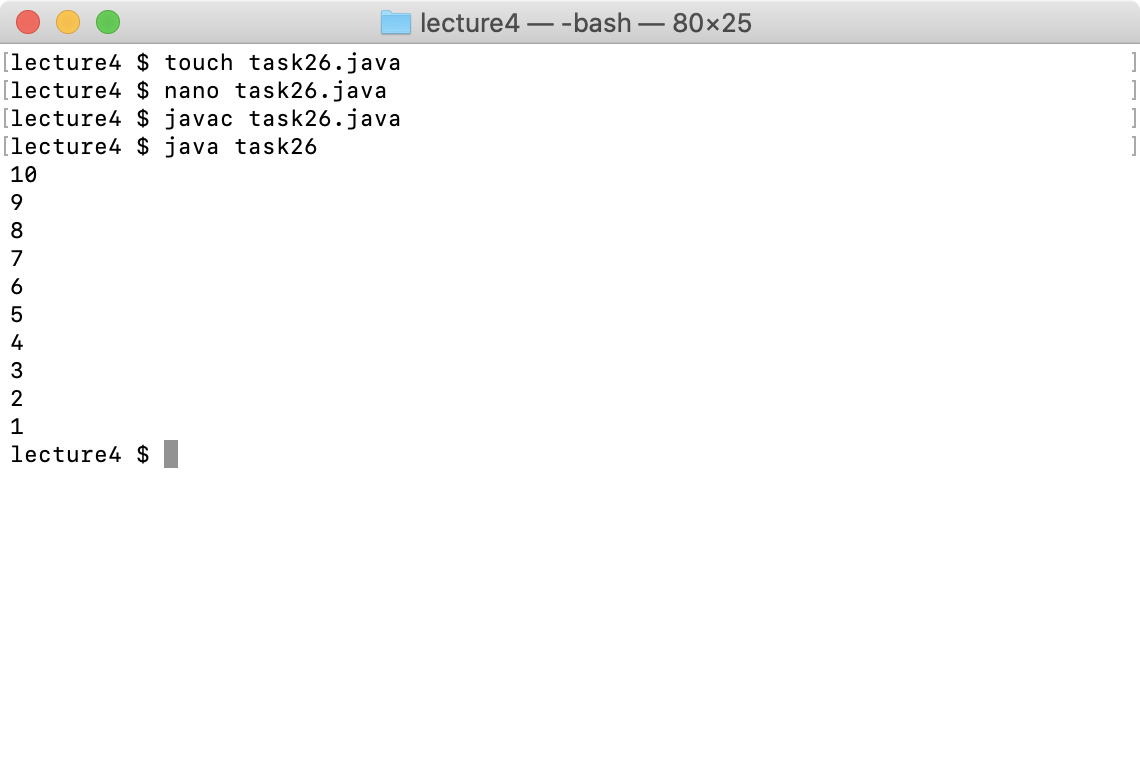 lecture4 — -bash — 80×25
[lecture4 $ touch task26.java ]
[lecture4 $ nano task26.java ]
[lecture4 $ javac task26.java ]
[lecture4 $ java task26 ]
10
9
8
7
6
5
4
3
2
1
lecture4 $